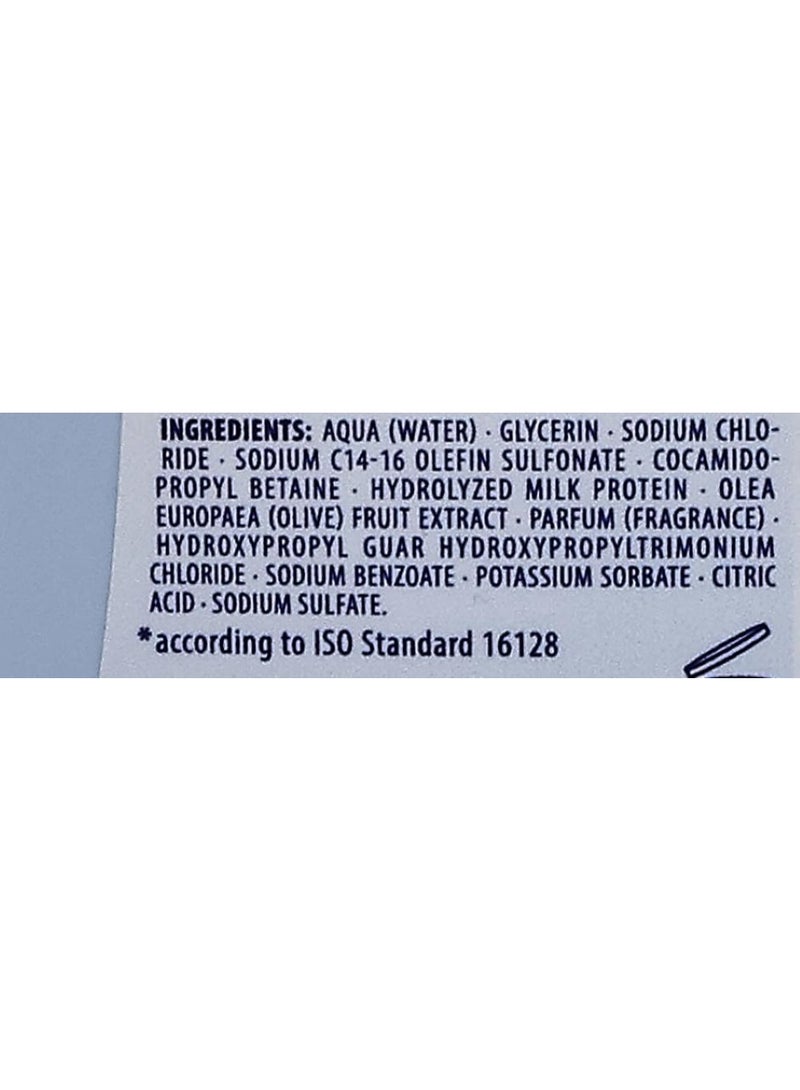 INGREDIENTS: AQUA (WATER) · GLYCERIN · SODIUM CHLO-
RIDE · SODIUM C14-16 OLEFIN SULFONATE · COCAMIDO-
PROPYL BETAINE · HYDROLYZED MILK PROTEIN · OLEA
EUROPAEA (OLIVE) FRUIT EXTRACT · PARFUM (FRAGRANCE) ·
HYDROXYPROPYL GUAR HYDROXYPROPYLTRIMONIUM
CHLORIDE · SODIUM BENZOATE · POTASSIUM SORBATE · CITRIC
ACID · SODIUM SULFATE.
*according to ISO Standard 16128